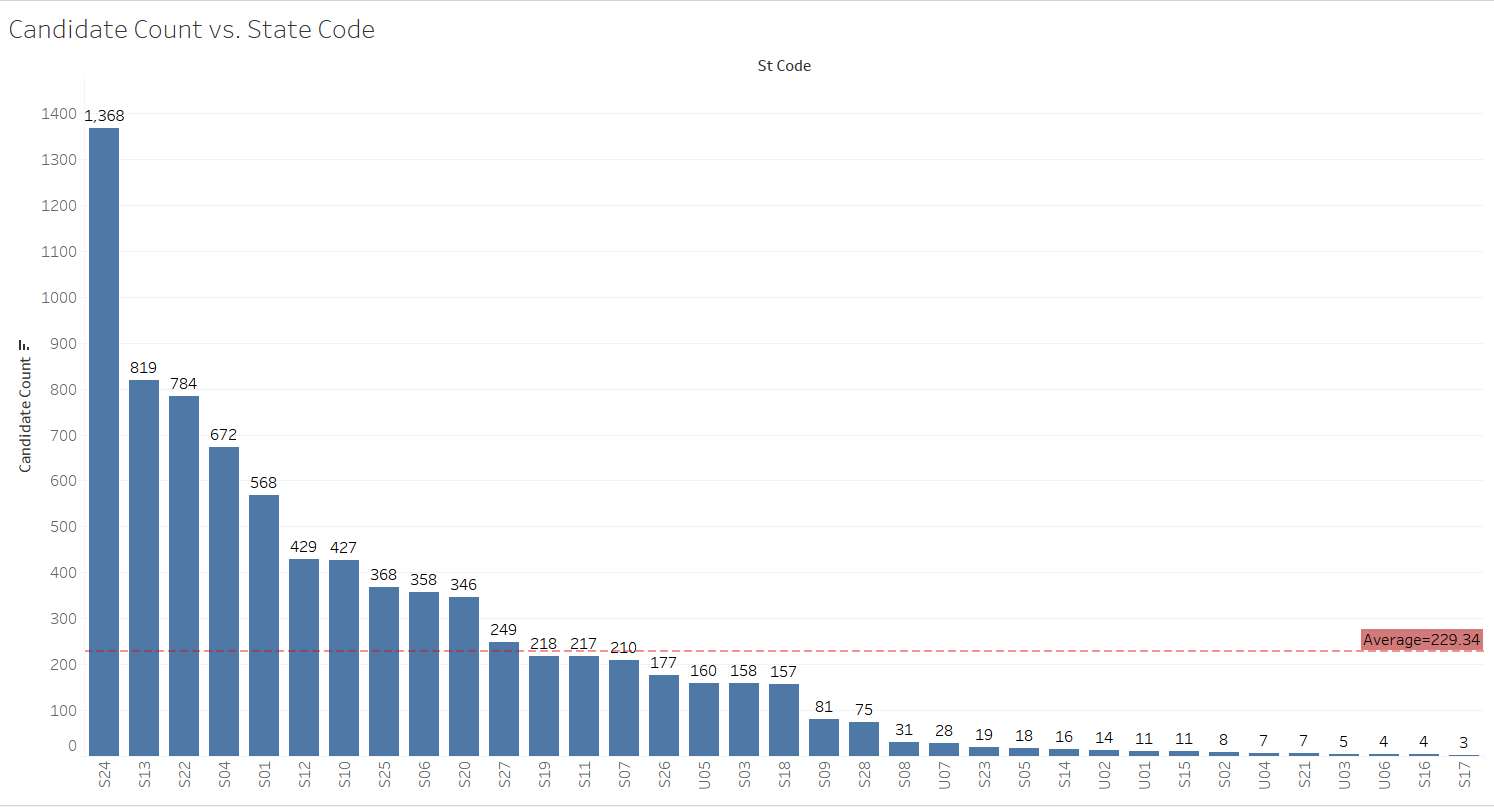 Candidate Count vs. State Code
St Code
Candidate Count
1400
1300
1200
1100
1000
900
800
700
600
500
400
300
200
100
0
1,368
819
784
672
568
429
427
368
358
346
249
218
217
210
177
160
158
157
81
75
31
28
19
18
16
14
11
11
8
7
7
5
4
4
3
Average=229.34
S24
S13
S22
S04
S01
S12
S10
S25
S06
S20
S27
S19
S11
S07
S26
U05
S03
S18
S09
S28
S08
U07
S23
S05
S14
U02
U01
S15
S02
U04
S21
U03
U06
S16
S17